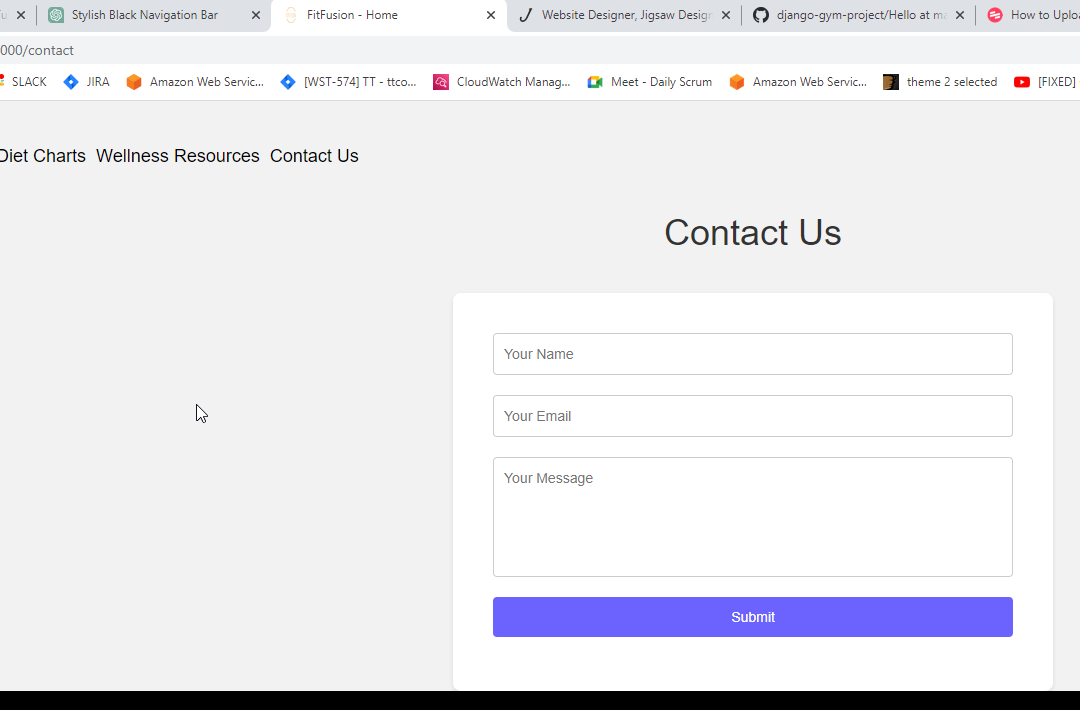 Stylish Black Navigation Bar
FitFusion - Home
Website Designer, Jigsaw Design
django-gym-project/Hello at ma
How to Uploa
000/contact
SLACK
JIRA
Amazon Web Servic...
[WST-574] TT - ttco...
CloudWatch Manag...
Meet - Daily Scrum
Amazon Web Servic...
theme 2 selected
[FIXED]
Diet Charts Wellness Resources Contact Us
Contact Us
Your Name
Your Email
Your Message
Submit